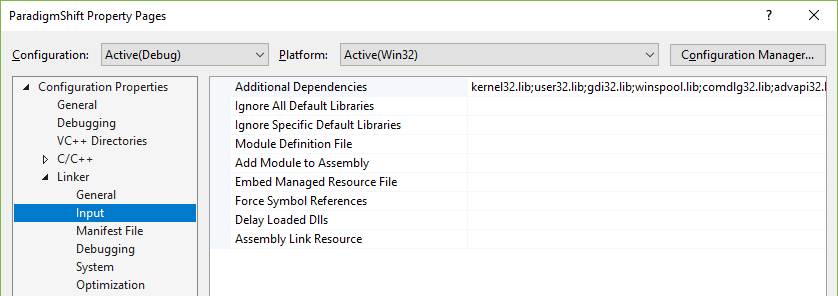 ParadigmShift Property Pages ? ×
Configuration: Active(Debug) Platform: Active(Win32) Configuration Manager...
Configuration Properties
General
Debugging
VC++ Directories
C/C++
Linker
General
Input
Manifest File
Debugging
System
Optimization
Additional Dependencies kernel32.lib;user32.lib;gdi32.lib;winspool.lib;comdlg32.lib;advapi32.l
Ignore All Default Libraries
Ignore Specific Default Libraries
Module Definition File
Add Module to Assembly
Embed Managed Resource File
Force Symbol References
Delay Loaded Dlls
Assembly Link Resource